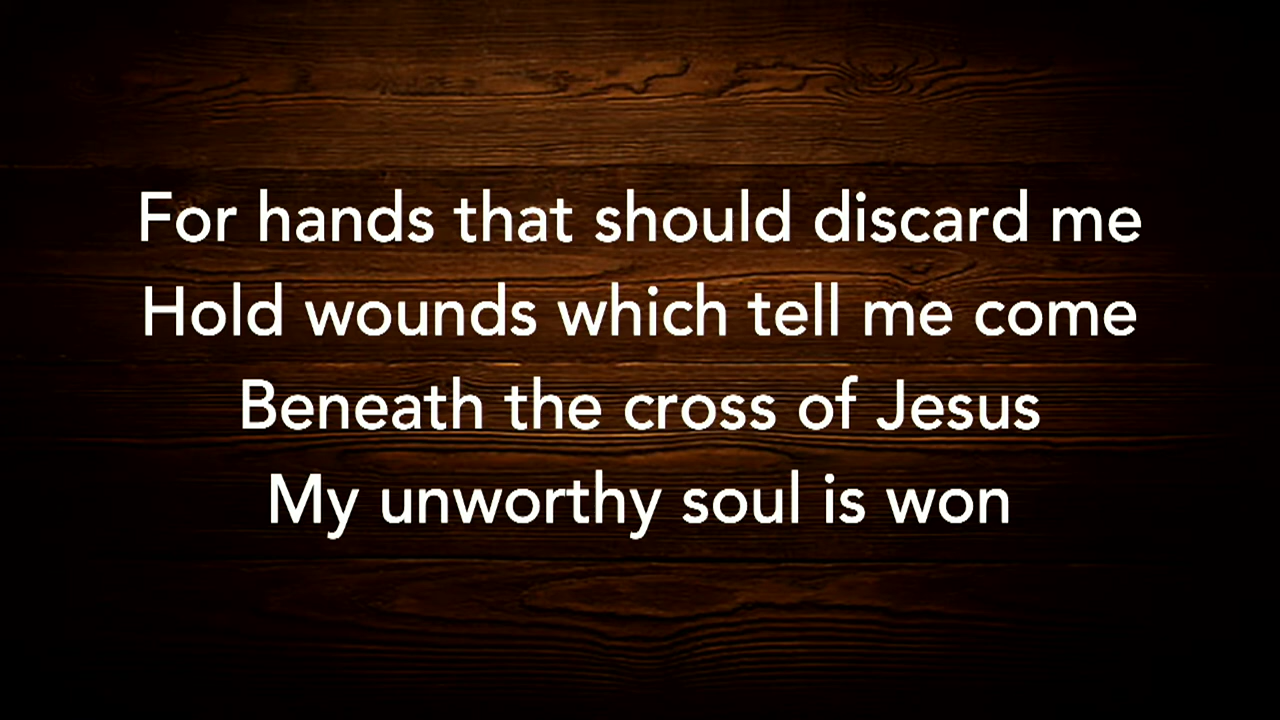 For hands that should discard me
Hold wounds which tell me come
Beneath the cross of Jesus
My unworthy soul is won